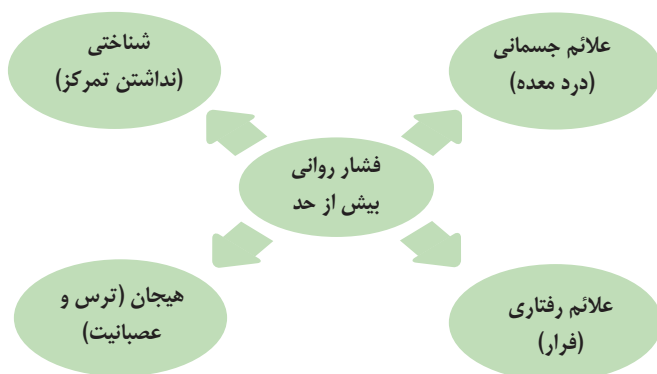 علائم جسمانی
(درد معده)
شناختی
(نداشتن تمرکز)
فشار روانی
بیش از حد
علائم رفتاری
(فرار)
هیجان (ترس و
عصبانیت)